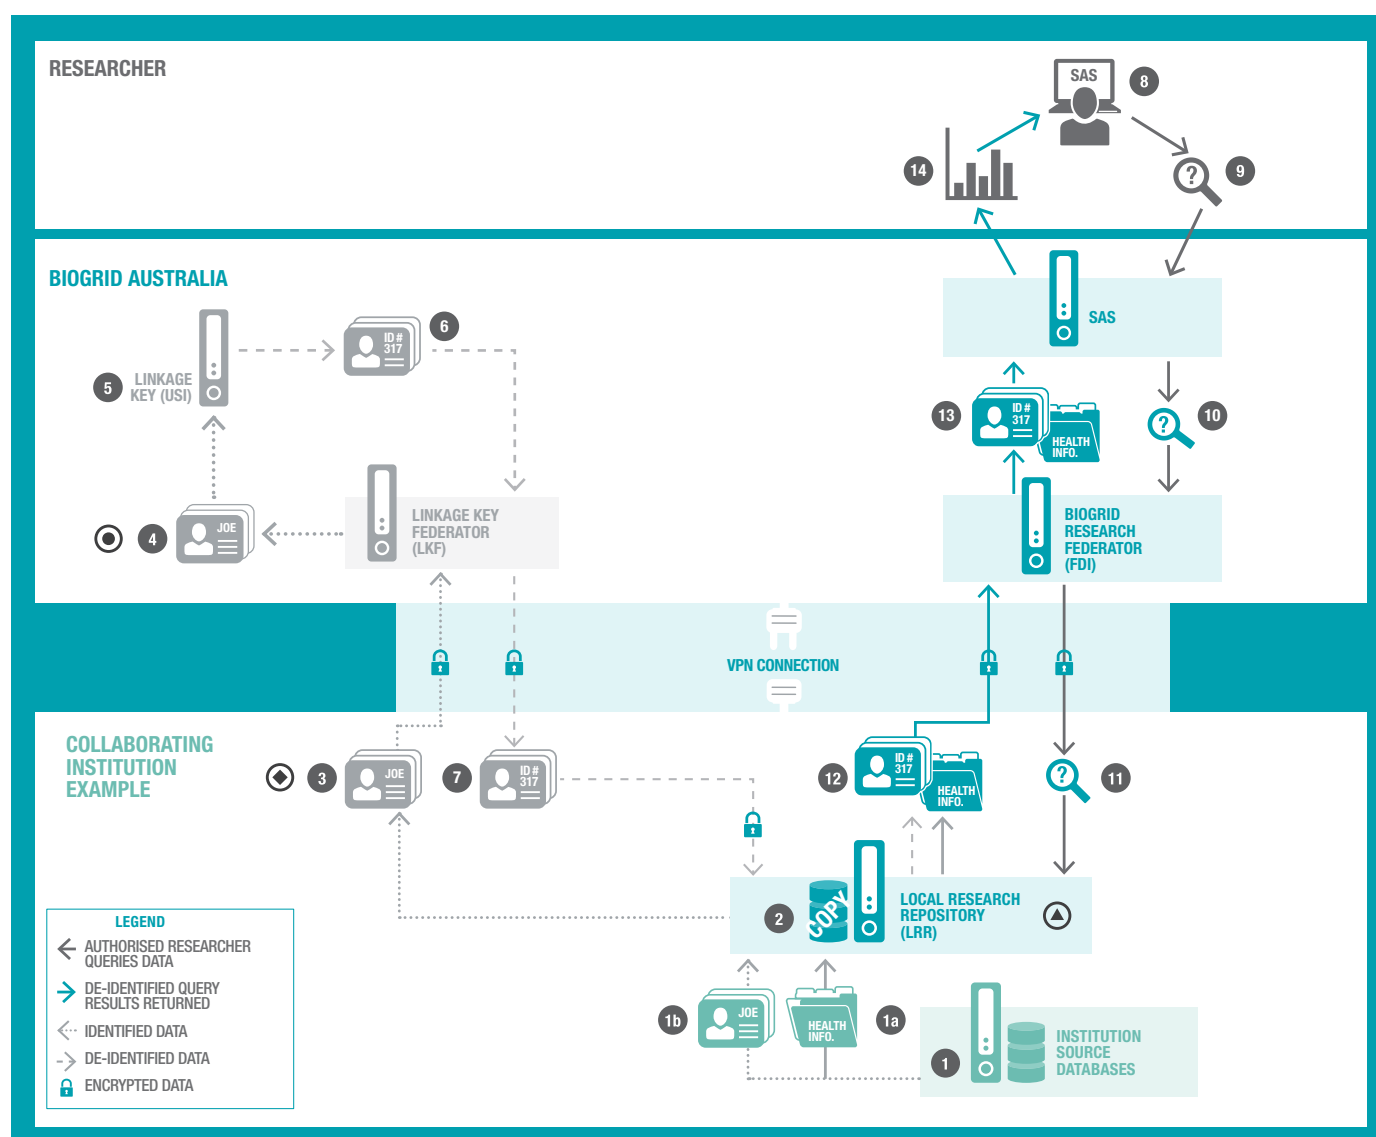 RESEARCHER
SAS
8
14
?
9
BIOGRID AUSTRALIA
SAS
6
ID #
317
5
LINKAGE
KEY (USI)
13
ID #
317
HEALTH
INFO.
?
10
4
JOE
LINKAGE KEY
FEDERATOR
(LKF)
BIOGRID
RESEARCH
FEDERATOR
(FDI)
VPN CONNECTION
COLLABORATING
INSTITUTION
EXAMPLE
3
JOE
7
ID #
317
12
ID #
317
HEALTH
INFO.
?
11
2
COPY
LOCAL RESEARCH
REPOSITORY
(LRR)
1b
JOE
HEALTH
INFO.
1a
1
INSTITUTION
SOURCE
DATABASES
LEGEND
AUTHORISED RESEARCHER
QUERIES DATA
DE-IDENTIFIED QUERY
RESULTS RETURNED
IDENTIFIED DATA
DE-IDENTIFIED DATA
ENCRYPTED DATA